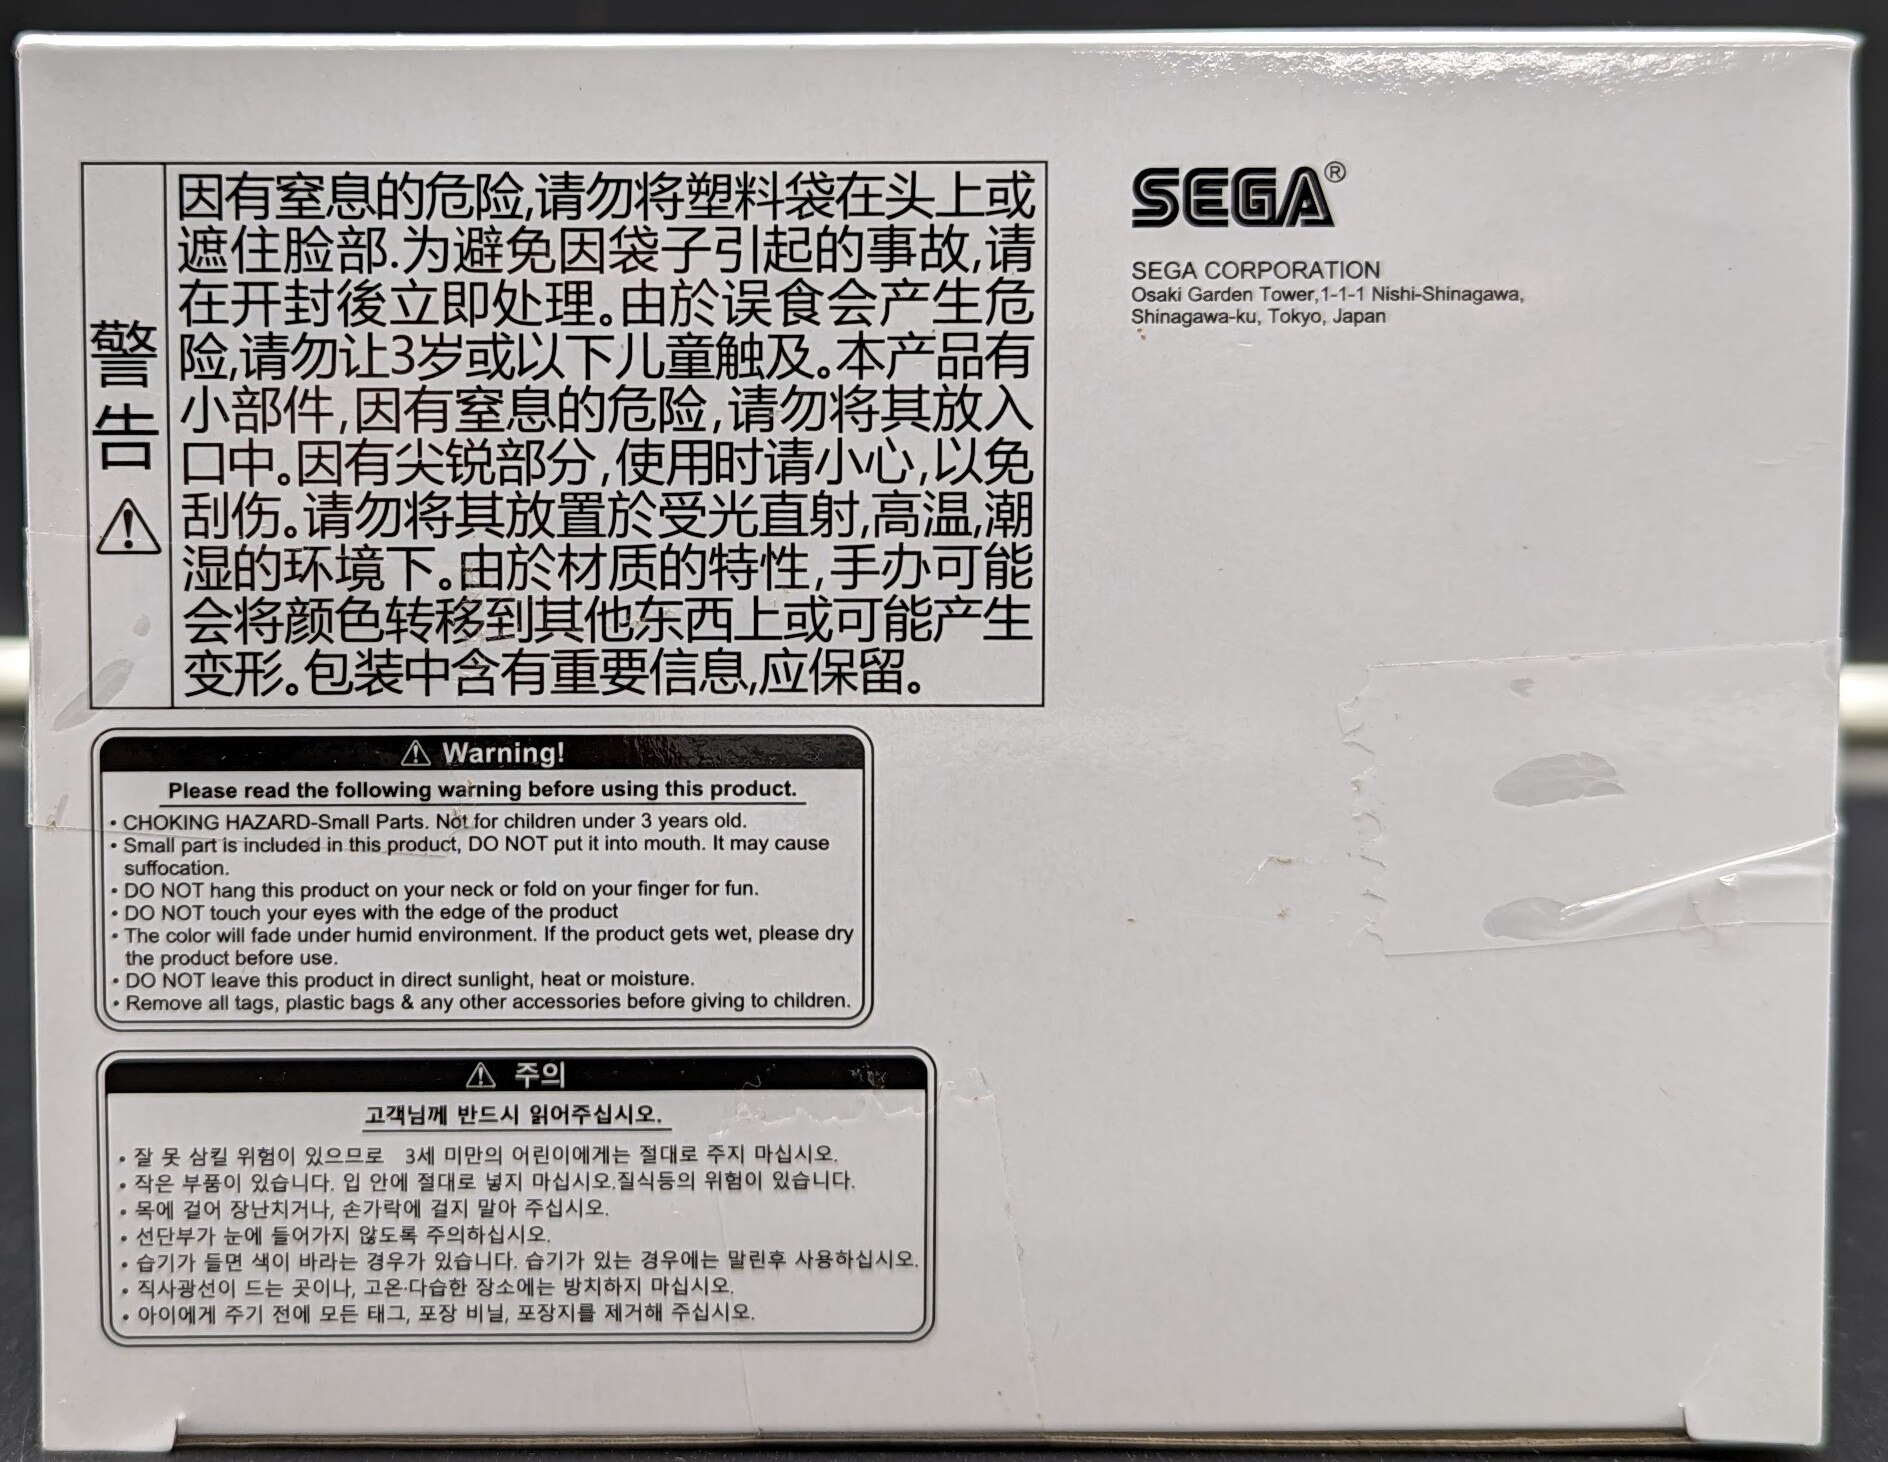 警告
因有窒息的危险,请勿将塑料袋在头上或
遮住脸部.为避免因袋子引起的事故,请
在开封後立即处理。由於误食会产生危
险,请勿让3岁或以下儿童触及。本产品有
小部件,因有窒息的危险,请勿将其放入
口中。因有尖锐部分,使用时请小心,以免
刮伤。请勿将其放置於受光直射,高温,潮
湿的环境下。由於材质的特性,手办可能
会将颜色转移到其他东西上或可能产生
变形。包装中含有重要信息,应保留。
SEGA®
SEGA CORPORATION
Osaki Garden Tower,1-1-1 Nishi-Shinagawa,
Shinagawa-ku, Tokyo, Japan
Warning!
Please read the following warning before using this product.
• CHOKING HAZARD-Small Parts. Not for children under 3 years old.
• Small part is included in this product, DO NOT put it into mouth. It may cause
suffocation.
• DO NOT hang this product on your neck or fold on your finger for fun.
• DO NOT touch your eyes with the edge of the product
• The color will fade under humid environment. If the product gets wet, please dry
the product before use.
• DO NOT leave this product in direct sunlight, heat or moisture.
• Remove all tags, plastic bags & any other accessories before giving to children.
주의
고객님께 반드시 읽어주십시오.
• 잘 못 삼킬 위험이 있으므로 3세 미만의 어린이에게는 절대로 주지 마십시오.
• 작은 부품이 있습니다. 입 안에 절대로 넣지 마십시오.질식등의 위험이 있습니다.
• 목에 걸어 장난치거나, 손가락에 걸지 말아 주십시오.
• 선단부가 눈에 들어가지 않도록 주의하십시오.
• 습기가 들면 색이 바라는 경우가 있습니다. 습기가 있는 경우에는 말린후 사용하십시오.
• 직사광선이 드는 곳이나, 고온·다습한 장소에는 방치하지 마십시오.
• 아이에게 주기 전에 모든 태그, 포장 비닐, 포장지를 제거해 주십시오.